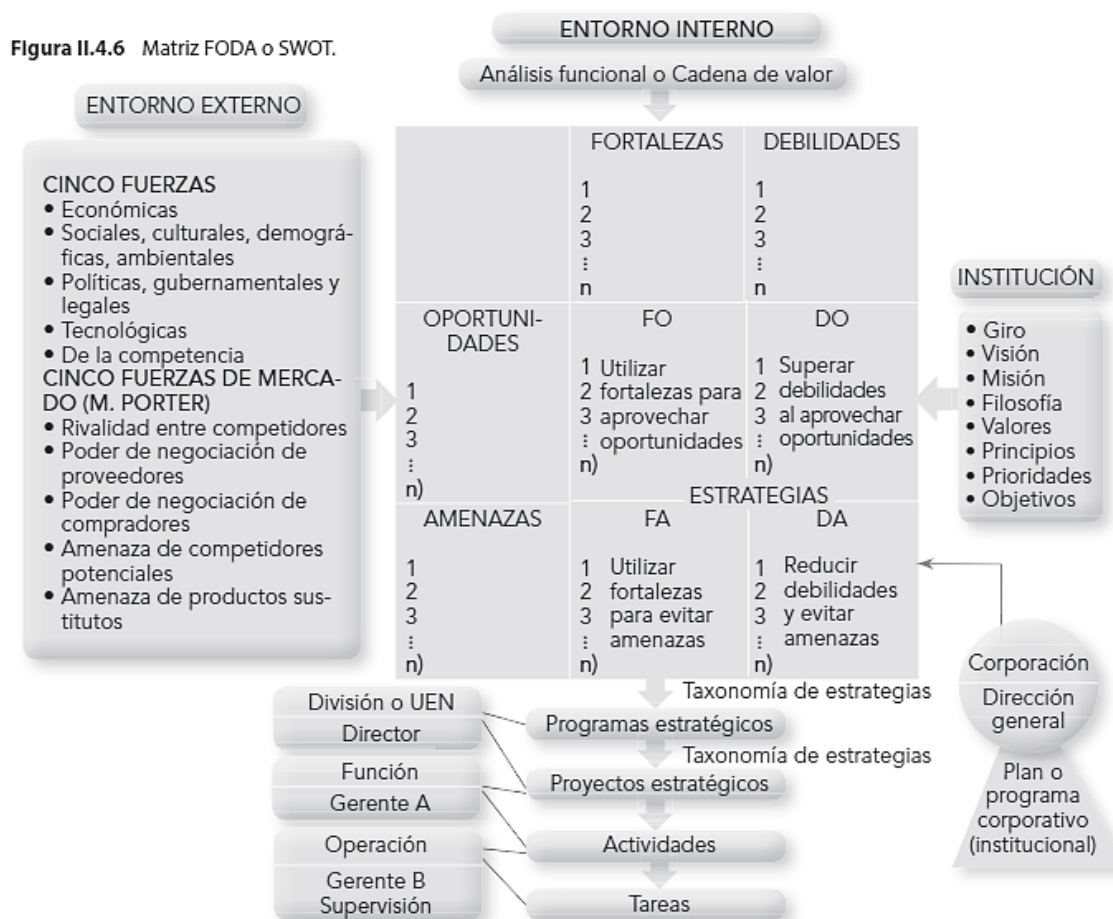 Figura II.4.6 Matriz FODA o SWOT.
ENTORNO INTERNO
Análisis funcional o Cadena de valor
ENTORNO EXTERNO
CINCO FUERZAS
• Económicas
• Sociales, culturales, demográ-
ficas, ambientales
• Políticas, gubernamentales y
legales
• Tecnológicas
• De la competencia
CINCO FUERZAS DE MERCA-
DO (M. PORTER)
• Rivalidad entre competidores
• Poder de negociación de
proveedores
• Poder de negociación de
compradores
• Amenaza de competidores
potenciales
• Amenaza de productos sus-
titutos
FORTALEZAS
1
2
3
⋮
n
DEBILIDADES
1
2
3
⋮
n
OPORTUNI-
DADES
1
2
3
⋮
n)
FO
1 Utilizar
2 fortalezas para
3 aprovechar
⋮ oportunidades
n)
DO
1 Superar
2 debilidades
3 al aprovechar
⋮ oportunidades
n)
ESTRATEGIAS
AMENAZAS
1
2
3
⋮
n)
FA
1 Utilizar
2 fortalezas
3 para evitar
⋮ amenazas
n)
DA
1 Reducir
2 debilidades
3 y evitar
⋮ amenazas
n)
INSTITUCIÓN
• Giro
• Visión
• Misión
• Filosofía
• Valores
• Principios
• Prioridades
• Objetivos
Corporación
Dirección
general
Plan o
programa
corporativo
(institucional)
Taxonomía de estrategias
División o UEN
Director
Programas estratégicos
Taxonomía de estrategias
Función
Gerente A
Proyectos estratégicos
Operación
Gerente B
Supervisión
Actividades
Tareas